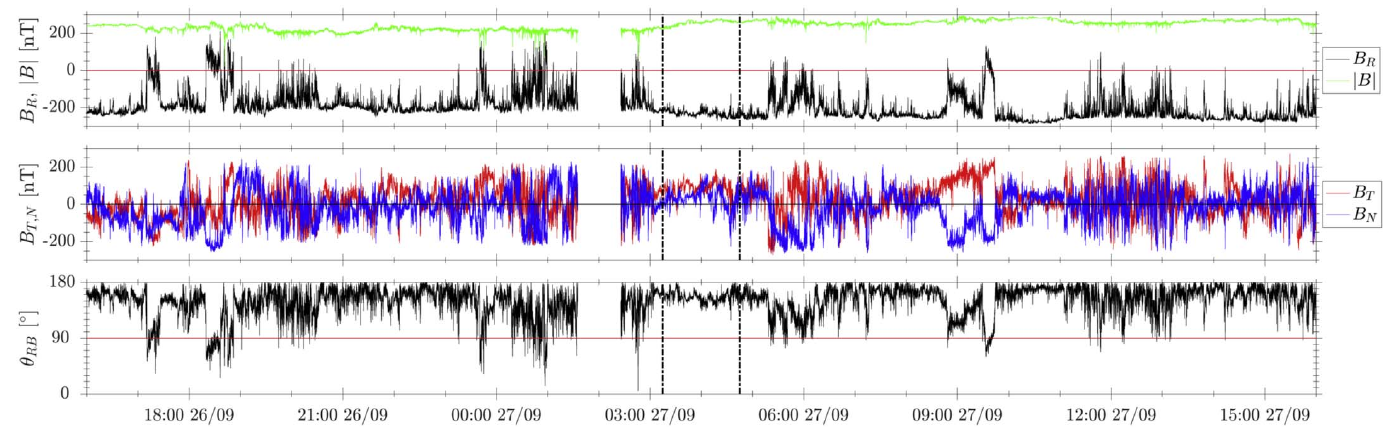 B_R, |B| [nT]
200
0
-200
B_R
|B|
B_{T,N} [nT]
200
0
-200
B_T
B_N
θ_{RB} [°]
180
90
0
18:00 26/09 21:00 26/09 00:00 27/09 03:00 27/09 06:00 27/09 09:00 27/09 12:00 27/09 15:00 27/09